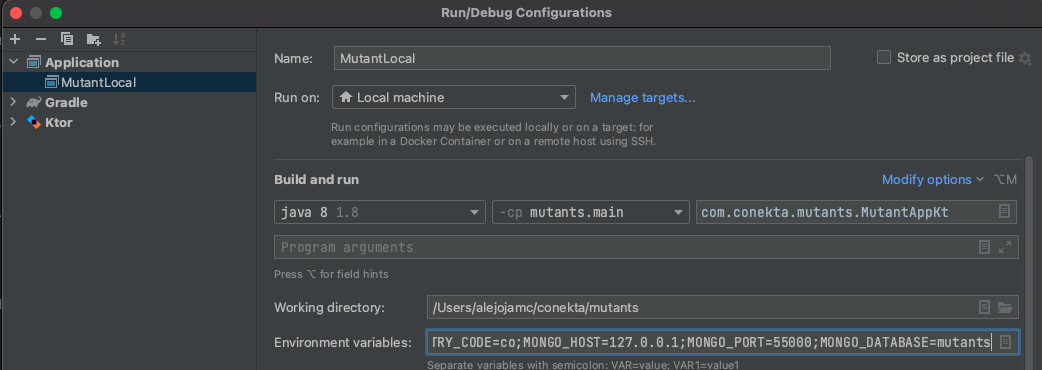 Run/Debug Configurations
Application
MutantLocal
Gradle
Ktor
Name: MutantLocal
Store as project file
Run on: Local machine
Manage targets...
Run configurations may be executed locally or on a target: for
example in a Docker Container or on a remote host using SSH.
Build and run
Modify options ⌥M
java 8 1.8
-cp mutants.main
com.conekta.mutants.MutantAppKt
Program arguments
Press ⌥ for field hints
Working directory: /Users/alejojamc/conekta/mutants
Environment variables: TRY_CODE=co;MONGO_HOST=127.0.0.1;MONGO_PORT=55000;MONGO_DATABASE=mutants
Separate variables with semicolon: VAR=value; VAR1=value1